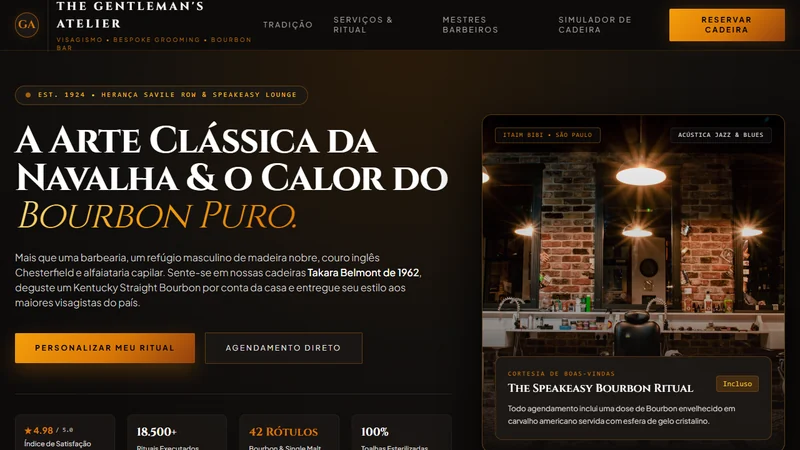 GA
THE GENTLEMAN'S
ATELIER
VISAGISMO • BESPOKE GROOMING • BOURBON
BAR
TRADIÇÃO
SERVIÇOS &
RITUAL
MESTRES
BARBEIROS
SIMULADOR DE
CADEIRA
RESERVAR
CADEIRA
EST. 1924 • HERANÇA SAVILE ROW & SPEAKEASY LOUNGE
A ARTE CLÁSSICA DA
NAVALHA & O CALOR DO
BOURBON PURO.
Mais que uma barbearia, um refúgio masculino de madeira nobre, couro inglês
Chesterfield e alfaiataria capilar. Sente-se em nossas cadeiras Takara Belmont de 1962,
deguste um Kentucky Straight Bourbon por conta da casa e entregue seu estilo aos
maiores visagistas do país.
PERSONALIZAR MEU RITUAL
AGENDAMENTO DIRETO
★ 4.98 / 5.0
Índice de Satisfação
18.500+
Rituais Executados
42 RÓTULOS
Bourbon & Single Malt
100%
Toalhas Esterilizadas
ITAIM BIBI • SÃO PAULO
ACÚSTICA JAZZ & BLUES
CORTESIA DE BOAS-VINDAS
THE SPEAKEASY BOURBON RITUAL
Incluso
Todo agendamento inclui uma dose de Bourbon envelhecido em
carvalho americano servida com esfera de gelo cristalino.